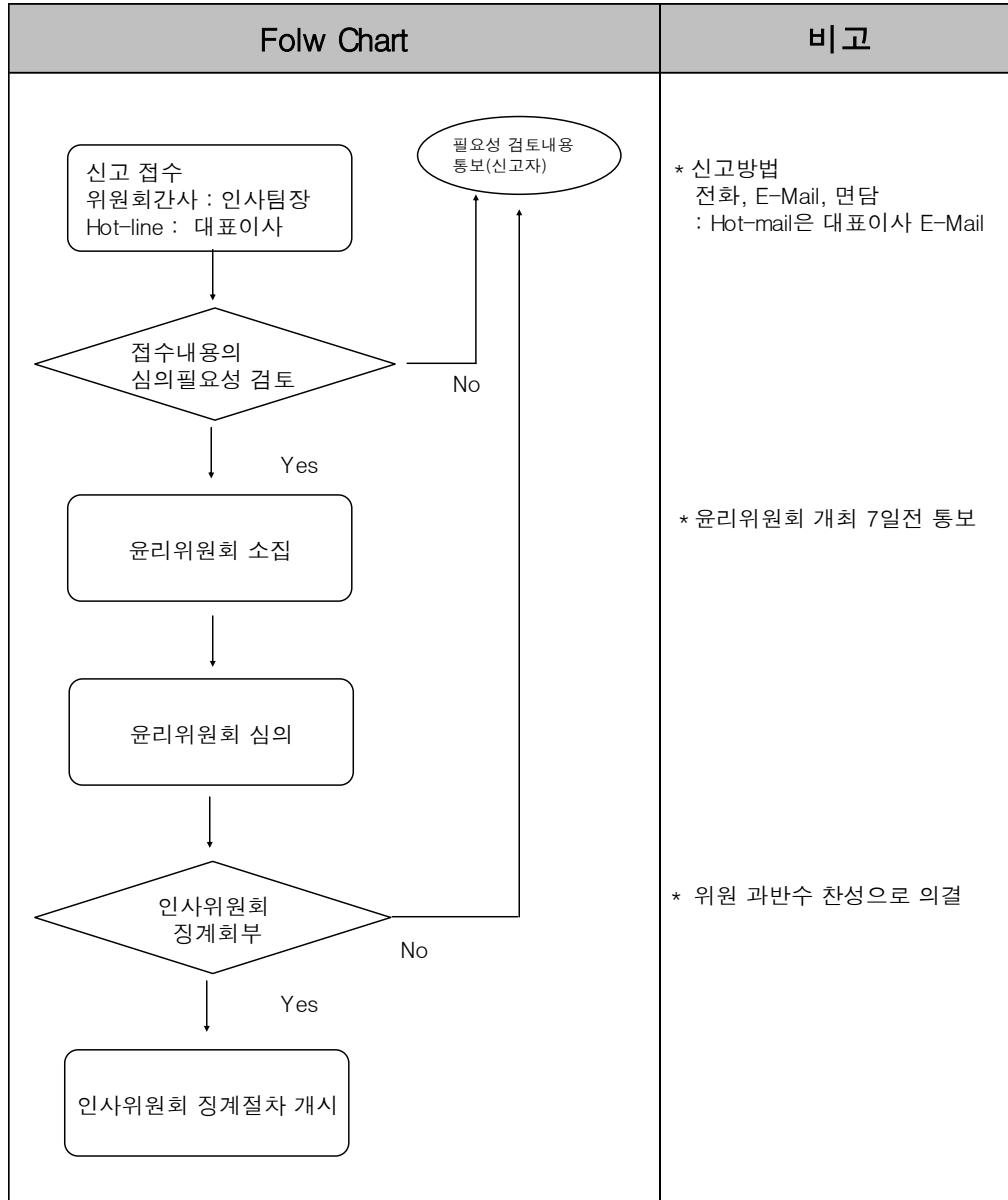 Folw Chart
비고
신고 접수
위원회간사 : 인사팀장
Hot-line : 대표이사
필요성 검토내용
통보(신고자)
* 신고방법
전화, E-Mail, 면담
: Hot-mail은 대표이사 E-Mail
접수내용의
심의필요성 검토
No
Yes
윤리위원회 소집
* 윤리위원회 개최 7일전 통보
윤리위원회 심의
인사위원회
징계회부
* 위원 과반수 찬성으로 의결
No
Yes
인사위원회 징계절차 개시